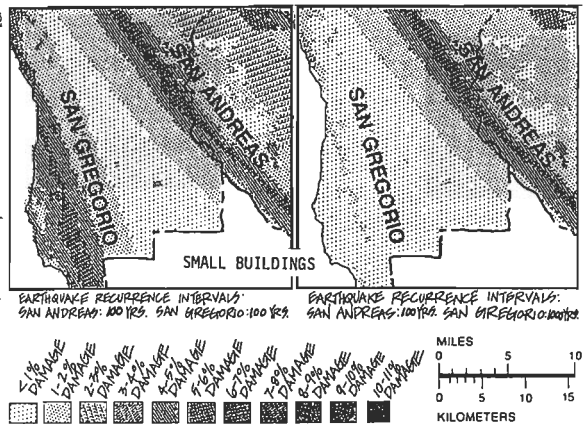 SAN GREGORIO
SAN ANDREAS
SAN GREGORIO
SAN ANDREAS
SMALL BUILDINGS
EARTHQUAKE RECURRENCE INTERVALS:
SAN ANDREAS: 100 YRS. SAN GREGORIO: 100 YRS.
EARTHQUAKE RECURRENCE INTERVALS:
SAN ANDREAS: 100 YRS. SAN GREGORIO: 1000 YRS.
<1% DAMAGE
1-2% DAMAGE
2-3% DAMAGE
3-4% DAMAGE
4-5% DAMAGE
5-6% DAMAGE
6-7% DAMAGE
7-8% DAMAGE
8-9% DAMAGE
9-10% DAMAGE
10-11% DAMAGE
MILES
0 5 10
0 5 10 15
KILOMETERS